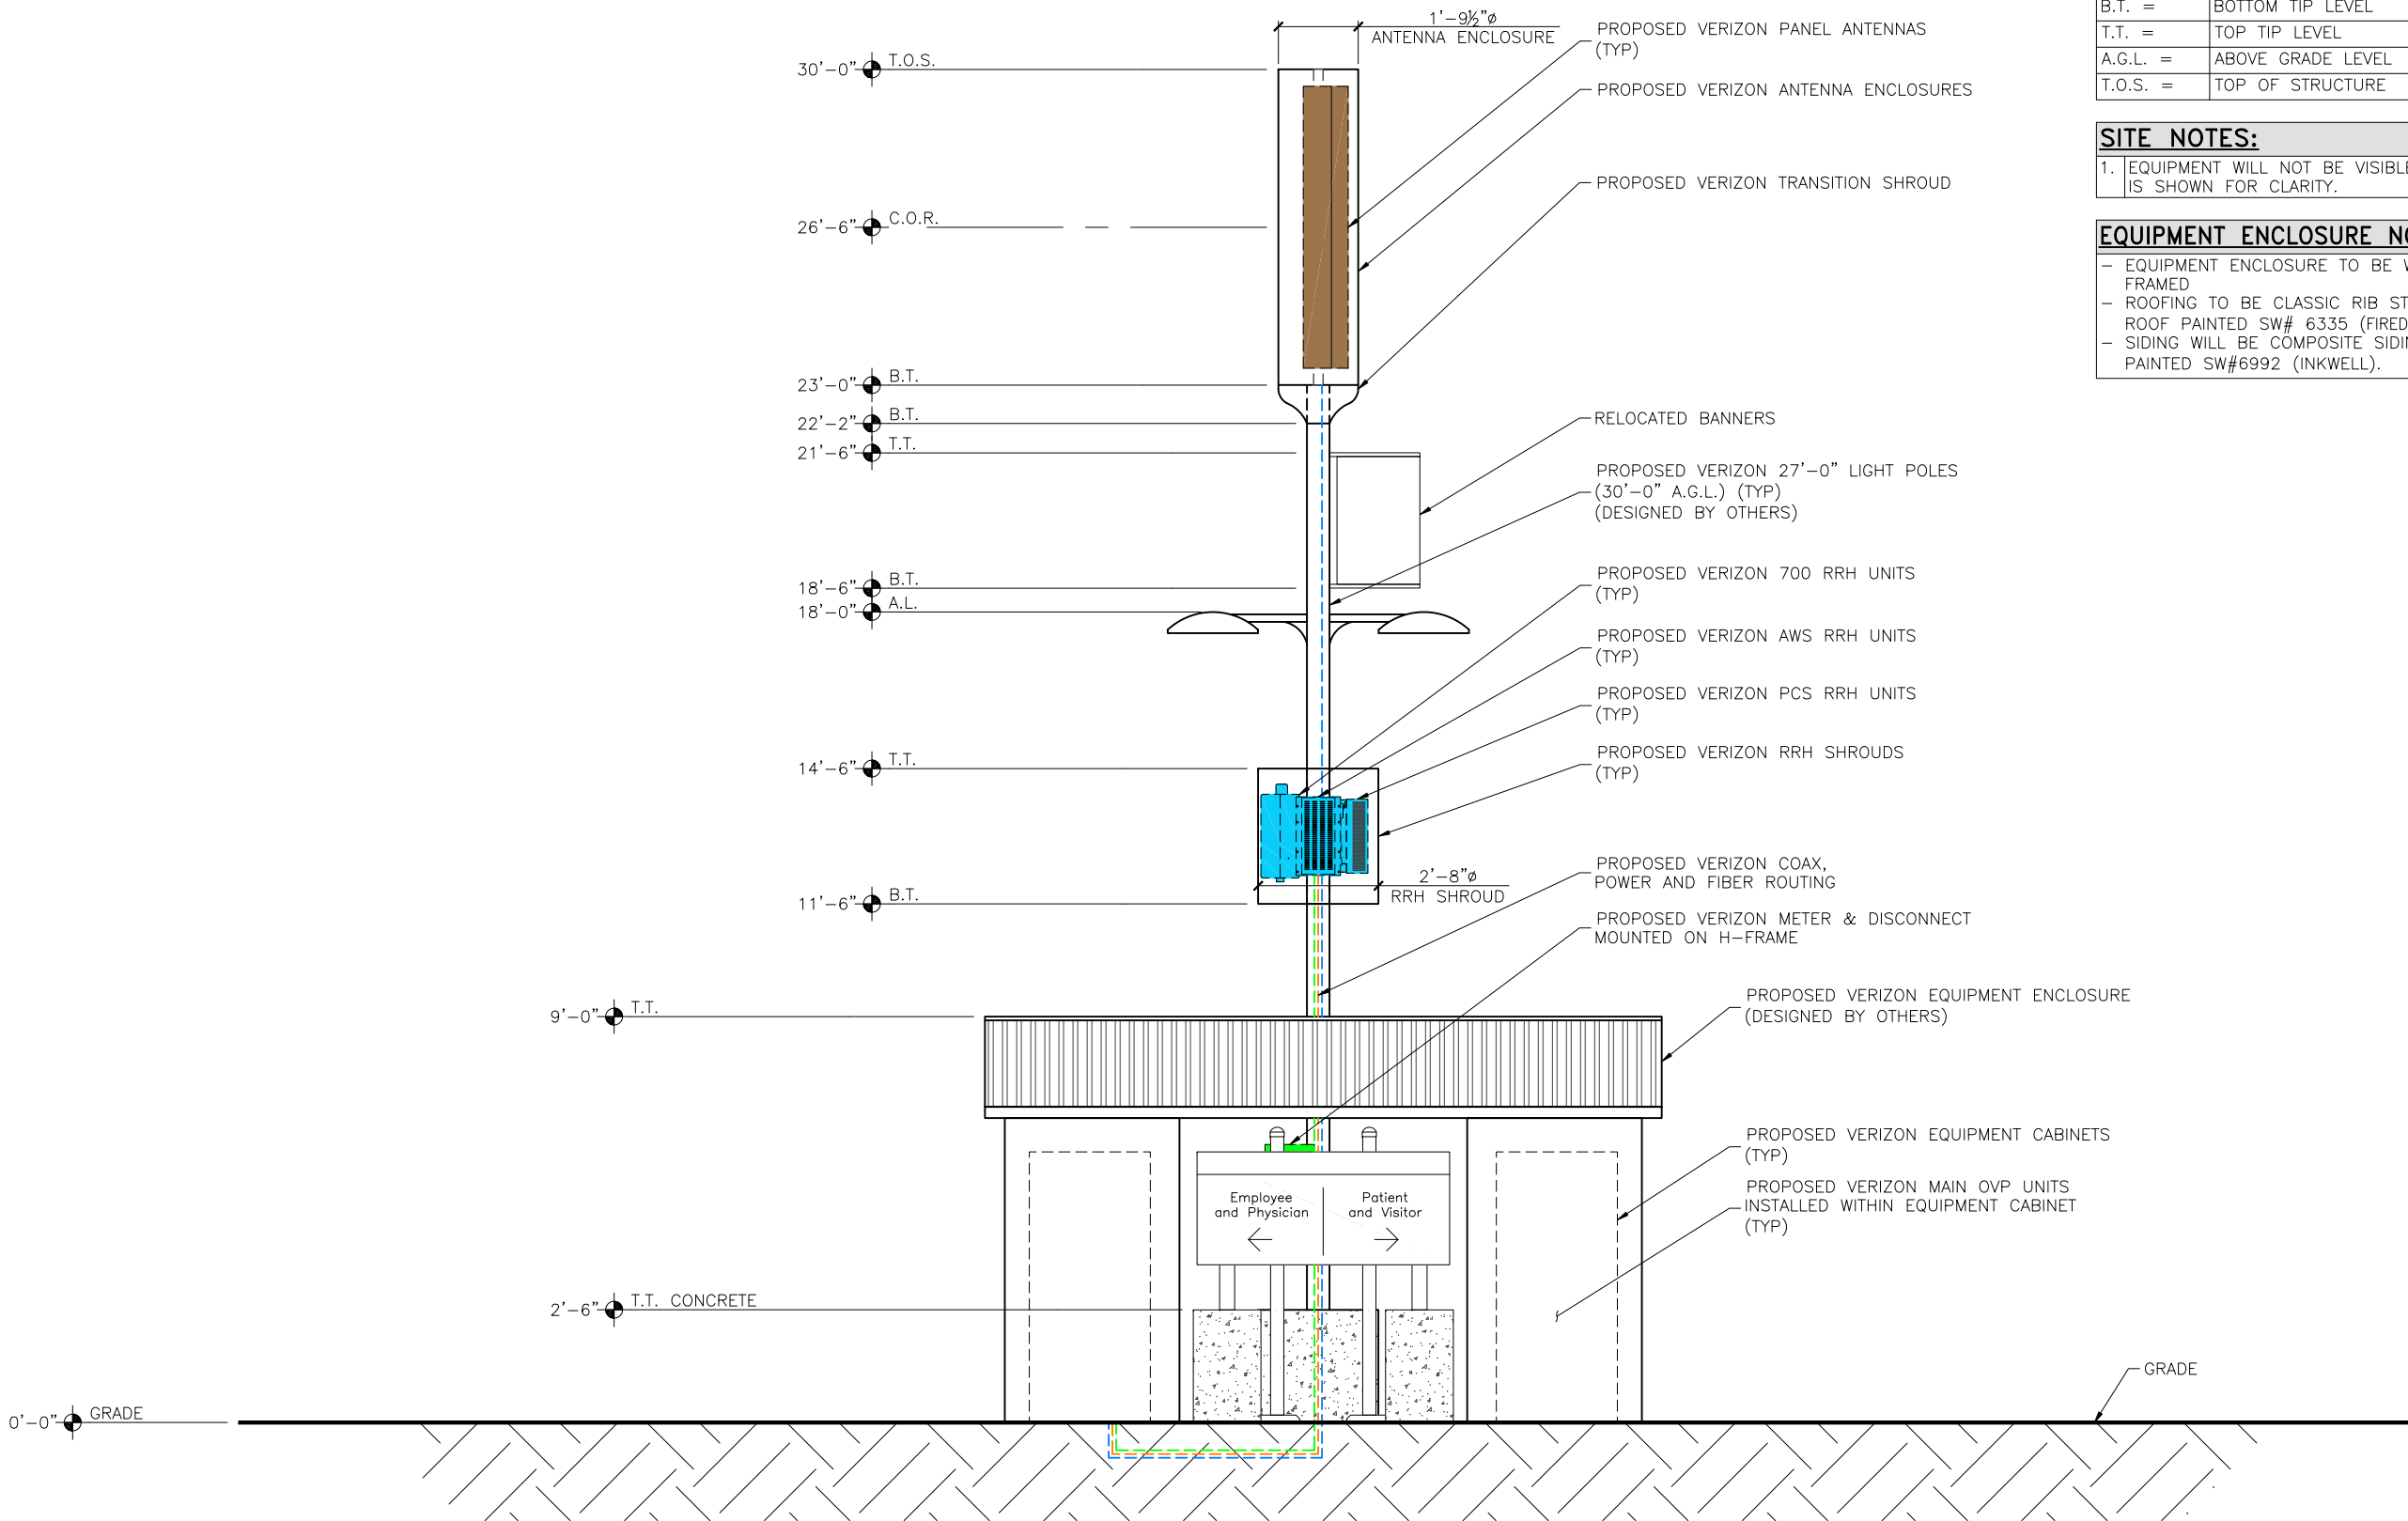 1'-9½"ø
ANTENNA ENCLOSURE
30'-0" T.O.S.
26'-6" C.O.R.
23'-0" B.T.
22'-2" B.T.
21'-6" T.T.
18'-6" B.T.
18'-0" A.L.
14'-6" T.T.
11'-6" B.T.
9'-0" T.T.
2'-6" T.T. CONCRETE
0'-0" GRADE
PROPOSED VERIZON PANEL ANTENNAS
(TYP)
PROPOSED VERIZON ANTENNA ENCLOSURES
PROPOSED VERIZON TRANSITION SHROUD
RELOCATED BANNERS
PROPOSED VERIZON 27'-0" LIGHT POLES
(30'-0" A.G.L.) (TYP)
(DESIGNED BY OTHERS)
PROPOSED VERIZON 700 RRH UNITS
(TYP)
PROPOSED VERIZON AWS RRH UNITS
(TYP)
PROPOSED VERIZON PCS RRH UNITS
(TYP)
PROPOSED VERIZON RRH SHROUDS
(TYP)
2'-8"ø
RRH SHROUD
PROPOSED VERIZON COAX,
POWER AND FIBER ROUTING
PROPOSED VERIZON METER & DISCONNECT
MOUNTED ON H-FRAME
PROPOSED VERIZON EQUIPMENT ENCLOSURE
(DESIGNED BY OTHERS)
PROPOSED VERIZON EQUIPMENT CABINETS
(TYP)
PROPOSED VERIZON MAIN OVP UNITS
INSTALLED WITHIN EQUIPMENT CABINET
(TYP)
GRADE
Employee
and Physician
Patient
and Visitor
B.T. = BOTTOM TIP LEVEL
T.T. = TOP TIP LEVEL
A.G.L. = ABOVE GRADE LEVEL
T.O.S. = TOP OF STRUCTURE
SITE NOTES:
1. EQUIPMENT WILL NOT BE VISIBLE
IS SHOWN FOR CLARITY.
EQUIPMENT ENCLOSURE
- EQUIPMENT ENCLOSURE TO BE
FRAMED
- ROOFING TO BE CLASSIC RIB
ROOF PAINTED SW# 6335 (FIRED
- SIDING WILL BE COMPOSITE
PAINTED SW#6992 (INKWELL).